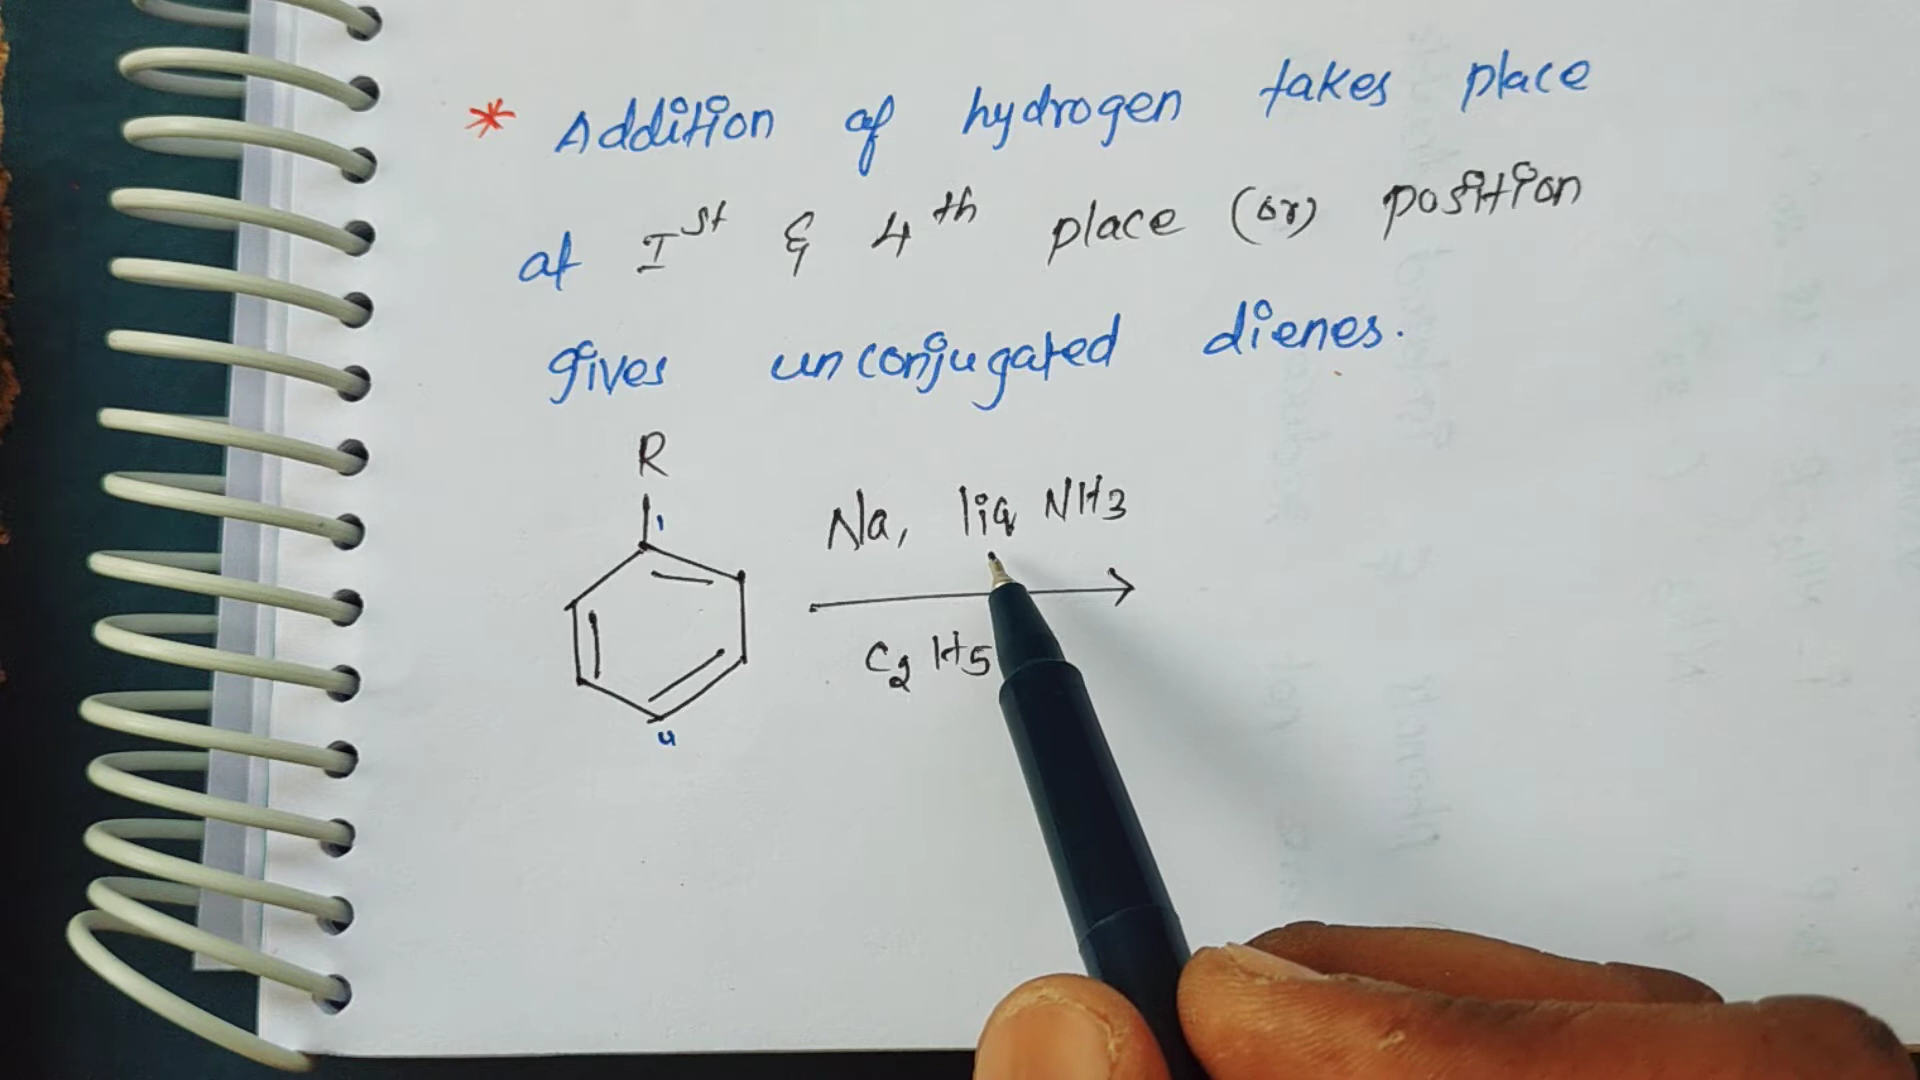 * Addition of hydrogen takes place
at Ist & 4th place (or) position
gives unconjugated dienes.
R
1
Na, liq NH3
C2H5
4